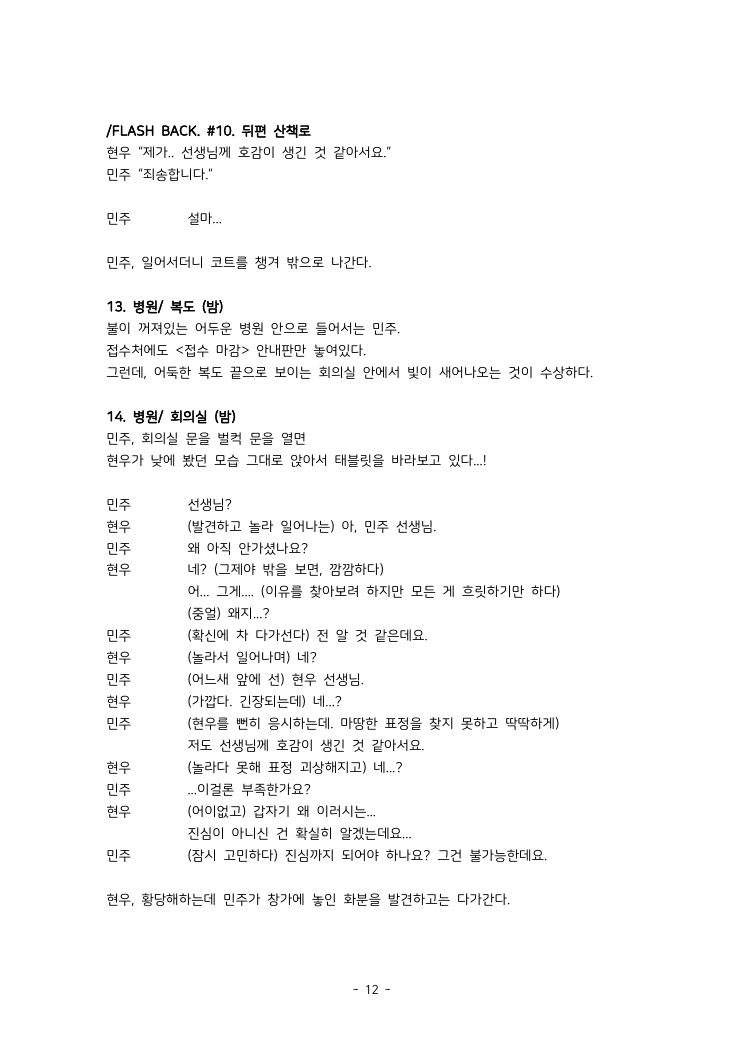 /FLASH BACK. #10. 뒤편 산책로
현우 "제가.. 선생님께 호감이 생긴 것 같아서요."
민주 "죄송합니다."
민주 설마...
민주, 일어서더니 코트를 챙겨 밖으로 나간다.
13. 병원/ 복도 (밤)
불이 꺼져있는 어두운 병원 안으로 들어서는 민주.
접수처에도 <접수 마감> 안내판만 놓여있다.
그런데, 어둑한 복도 끝으로 보이는 회의실 안에서 빛이 새어나오는 것이 수상하다.
14. 병원/ 회의실 (밤)
민주, 회의실 문을 벌컥 문을 열면
현우가 낮에 봤던 모습 그대로 앉아서 태블릿을 바라보고 있다...!
민주 선생님?
현우 (발견하고 놀라 일어나는) 아, 민주 선생님.
민주 왜 아직 안가셨나요?
현우 네? (그제야 밖을 보면, 깜깜하다)
어... 그게.... (이유를 찾아보려 하지만 모든 게 흐릿하기만 하다)
(중얼) 왜지...?
민주 (확신에 차 다가선다) 전 알 것 같은데요.
현우 (놀라서 일어나며) 네?
민주 (어느새 앞에 선) 현우 선생님.
현우 (가깝다. 긴장되는데) 네...?
민주 (현우를 뻔히 응시하는데. 마땅한 표정을 찾지 못하고 딱딱하게)
저도 선생님께 호감이 생긴 것 같아서요.
현우 (놀라다 못해 표정 괴상해지고) 네...?
민주 ...이걸론 부족한가요?
현우 (어이없고) 갑자기 왜 이러시는...
진심이 아니신 건 확실히 알겠는데요...
민주 (잠시 고민하다) 진심까지 되어야 하나요? 그건 불가능한데요.
현우, 황당해하는데 민주가 창가에 놓인 화분을 발견하고는 다가간다.
- 12 -